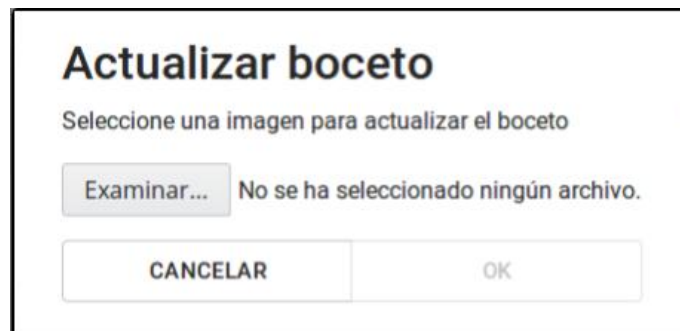 Actualizar boceto
Seleccione una imagen para actualizar el boceto
Examinar... No se ha seleccionado ningún archivo.
CANCELAR OK